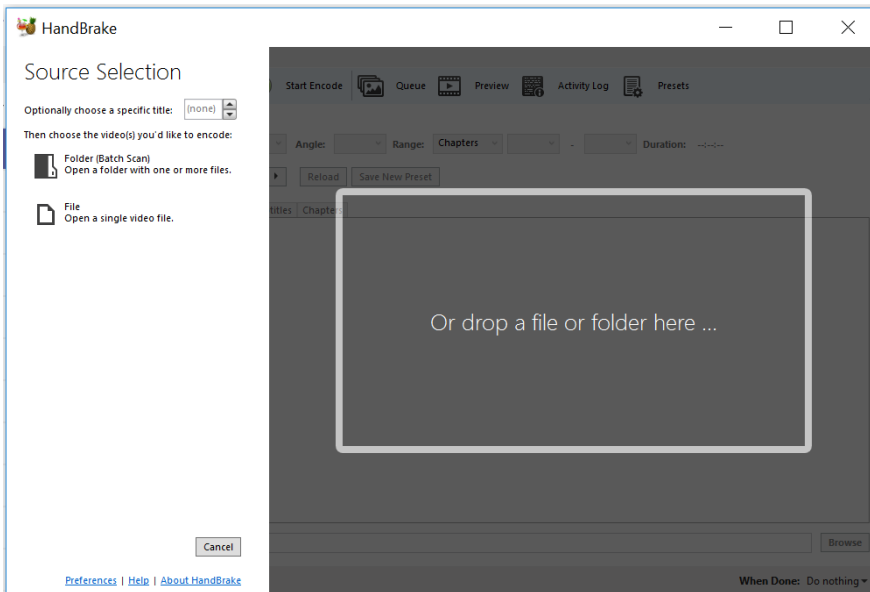 HandBrake
Source Selection
Optionally choose a specific title: (none)
Then choose the video(s) you'd like to encode:
Folder (Batch Scan)
Open a folder with one or more files.
File
Open a single video file.
Cancel
Preferences | Help | About HandBrake
Start Encode Queue Preview Activity Log Presets
Angle: Range: Chapters - Duration: --:--:--
Reload Save New Preset
titles Chapters
Or drop a file or folder here ...
Browse
When Done: Do nothing